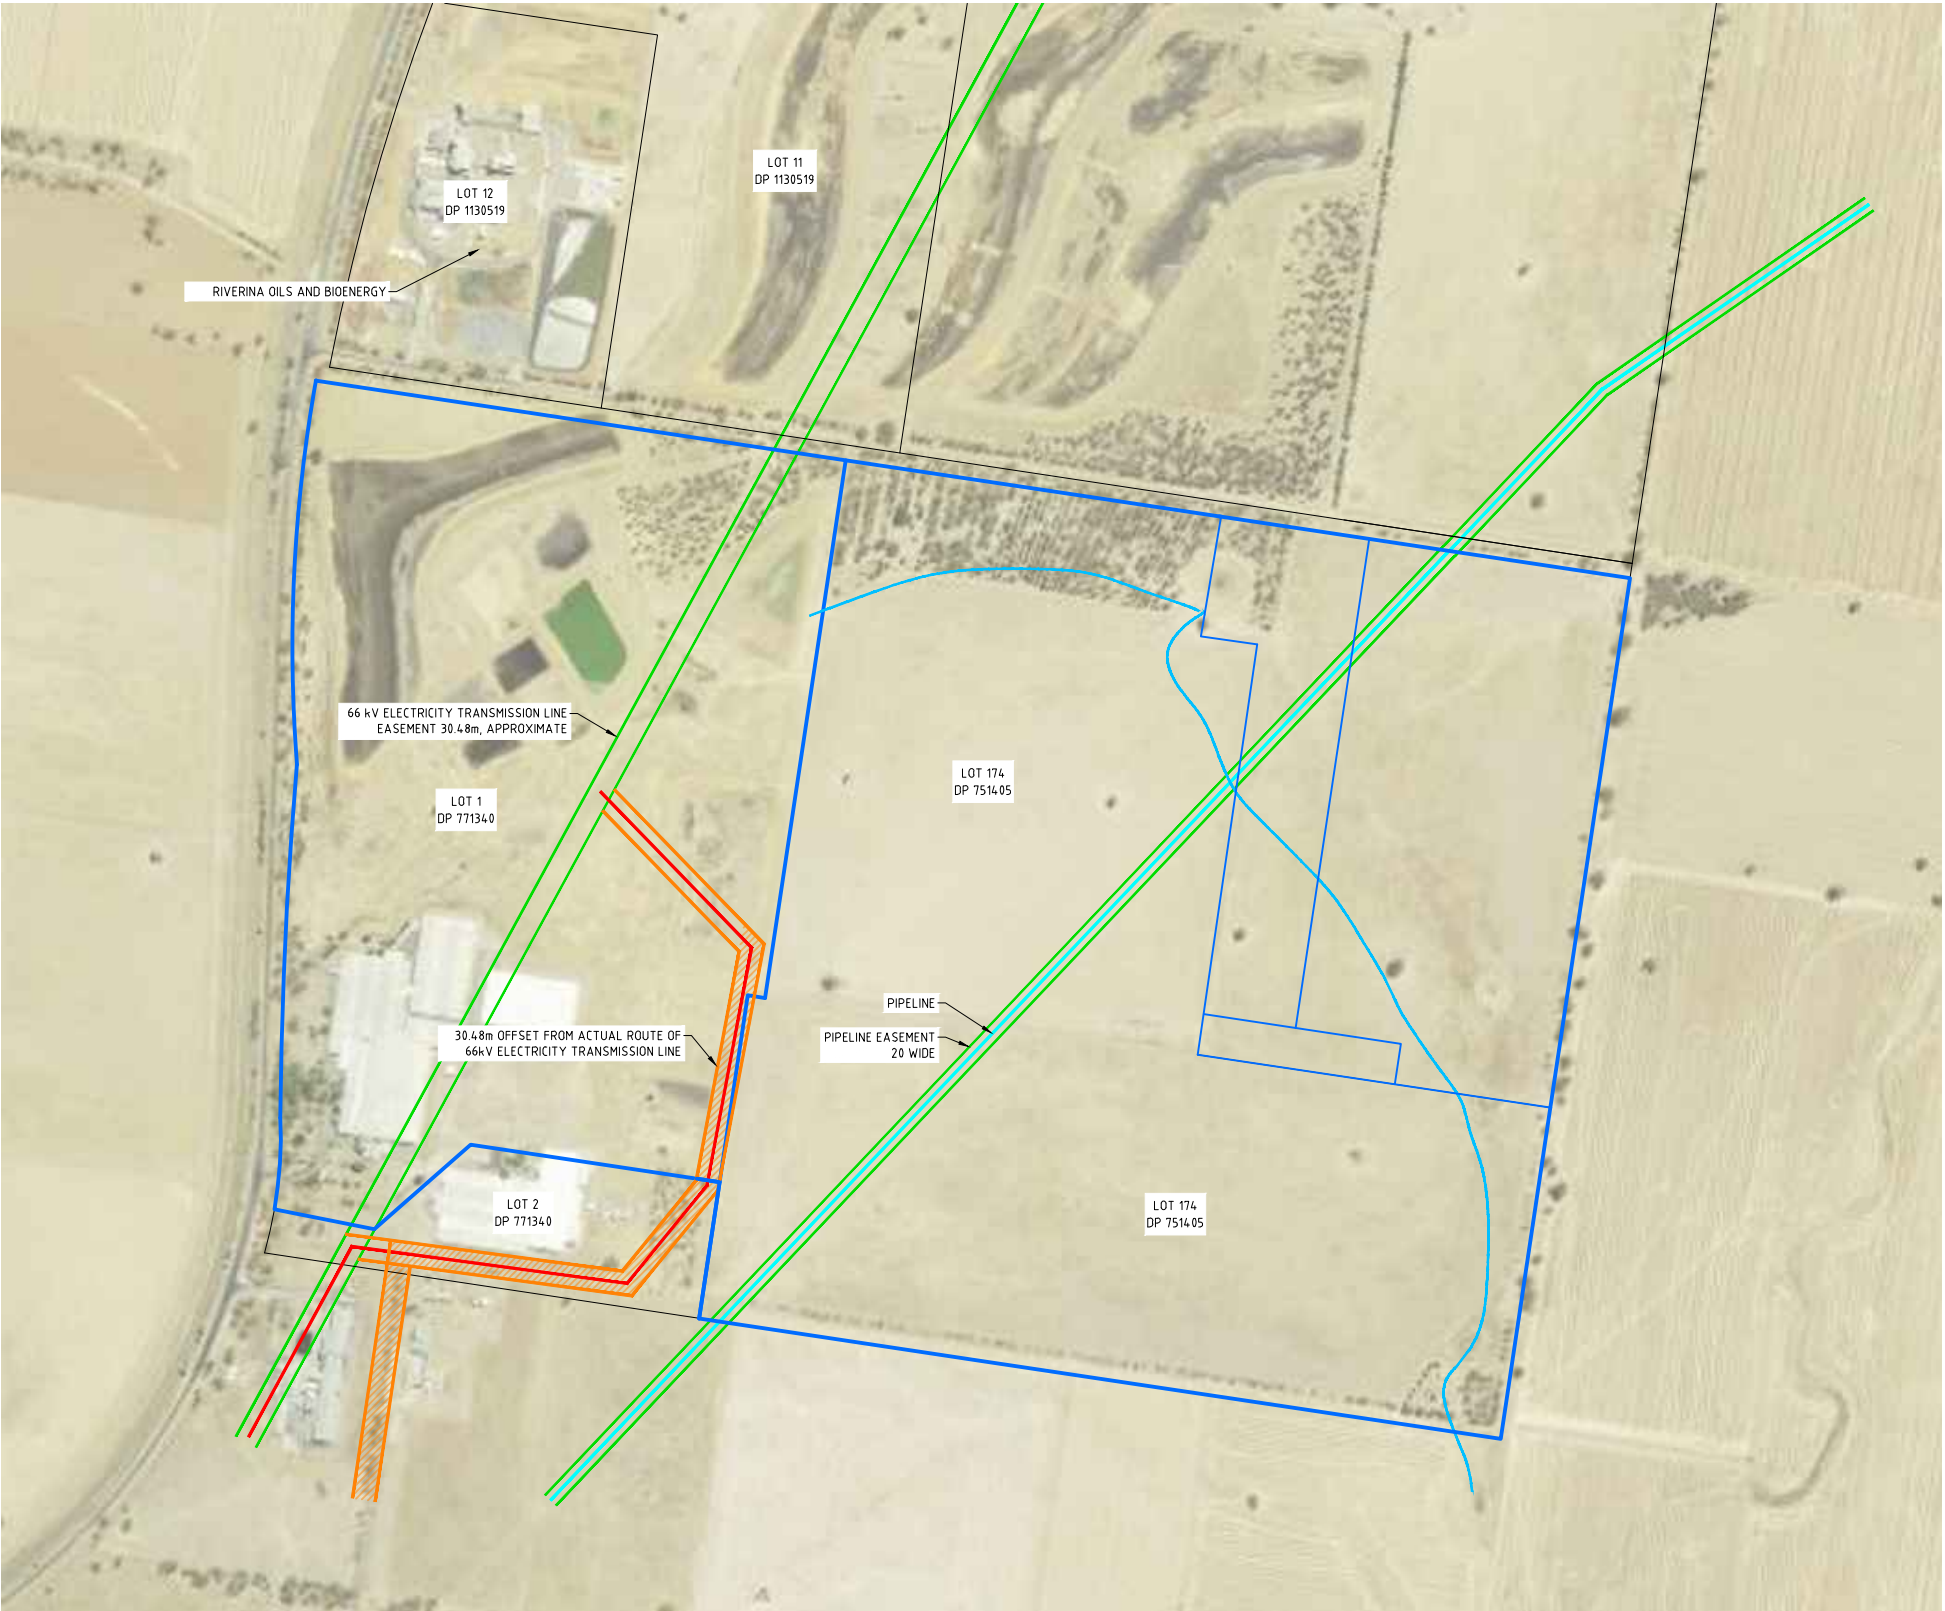 LOT 11
DP 1130519
LOT 12
DP 1130519
RIVERINA OILS AND BIOENERGY
66 kV ELECTRICITY TRANSMISSION LINE
EASEMENT 30.48m, APPROXIMATE
LOT 1
DP 771340
LOT 174
DP 751405
PIPELINE
PIPELINE EASEMENT
20 WIDE
30.48m OFFSET FROM ACTUAL ROUTE OF
66kV ELECTRICITY TRANSMISSION LINE
LOT 2
DP 771340
LOT 174
DP 751405